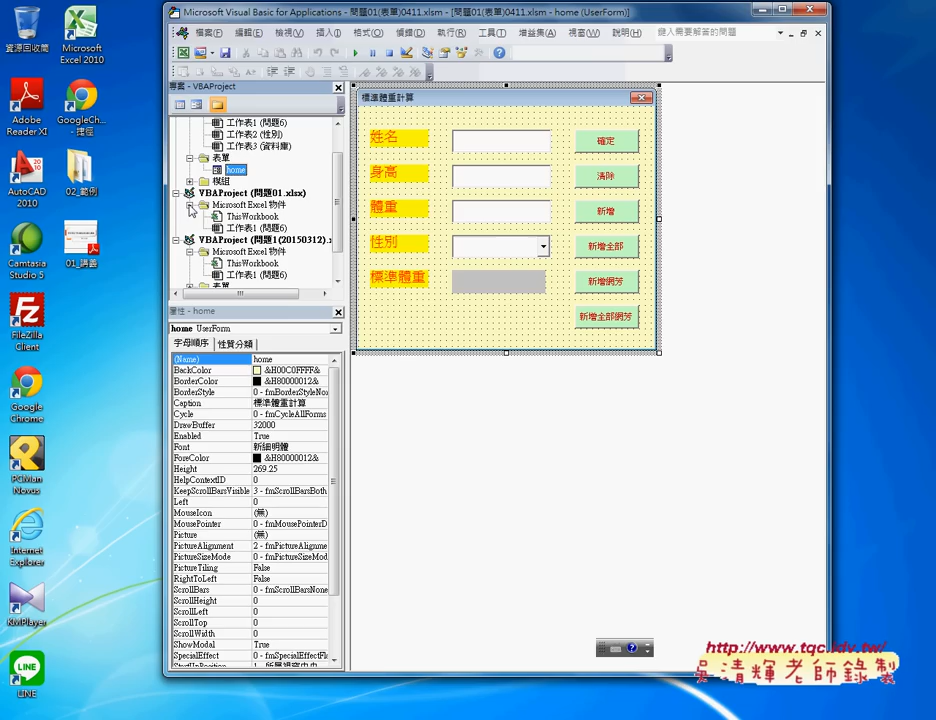 Microsoft Visual Basic for Applications - 問題01(表單)0411.xlsm - [問題01(表單)0411.xlsm - home (UserForm)]
檔案(F) 編輯(E) 檢視(V) 插入(I) 格式(O) 偵錯(D) 執行(R) 工具(T) 增益集(A) 視窗(W) 說明(H) 鍵入需要解答的問題
專案 - VBAProject
工作表1 (問題6)
工作表2 (性別)
工作表3 (資料庫)
表單
home
模組
VBAProject (問題01.xlsx)
Microsoft Excel 物件
ThisWorkbook
工作表1 (問題6)
VBAProject (問題1(20150312).x
Microsoft Excel 物件
ThisWorkbook
工作表1 (問題6)
表單
屬性 - home
home UserForm
字母順序 性質分類
(Name) home
BackColor &H00C0FFFF&
BorderColor &H80000012&
BorderStyle 0 - fmBorderStyleNon
Caption 標準體重計算
Cycle 0 - fmCycleAllForms
DrawBuffer 32000
Enabled True
Font 新細明體
ForeColor &H80000012&
Height 269.25
HelpContextID 0
KeepScrollBarsVisible 3 - fmScrollBarsBoth
Left 0
MouseIcon (無)
MousePointer 0 - fmMousePointerD
Picture (無)
PictureAlignment 2 - fmPictureAlignme
PictureSizeMode 0 - fmPictureSizeMod
PictureTiling False
RightToLeft False
ScrollBars 0 - fmScrollBarsNone
ScrollHeight 0
ScrollLeft 0
ScrollTop 0
ScrollWidth 0
ShowModal True
SpecialEffect 0 - fmSpecialEffectFl
標準體重計算
姓名
身高
體重
性別
標準體重
確定
清除
新增
新增全部
新增網芳
新增全部網芳
資源回收筒
Microsoft Excel 2010
Adobe Reader XI
GoogleCh... - 捷徑
AutoCAD 2010
02_範例
Camtasia Studio 5
01_講義
FileZilla Client
Google Chrome
PCMan Novus
Internet Explorer
KMPlayer
LINE
http://www.tqc.idv.tw/
吳清輝老師錄製